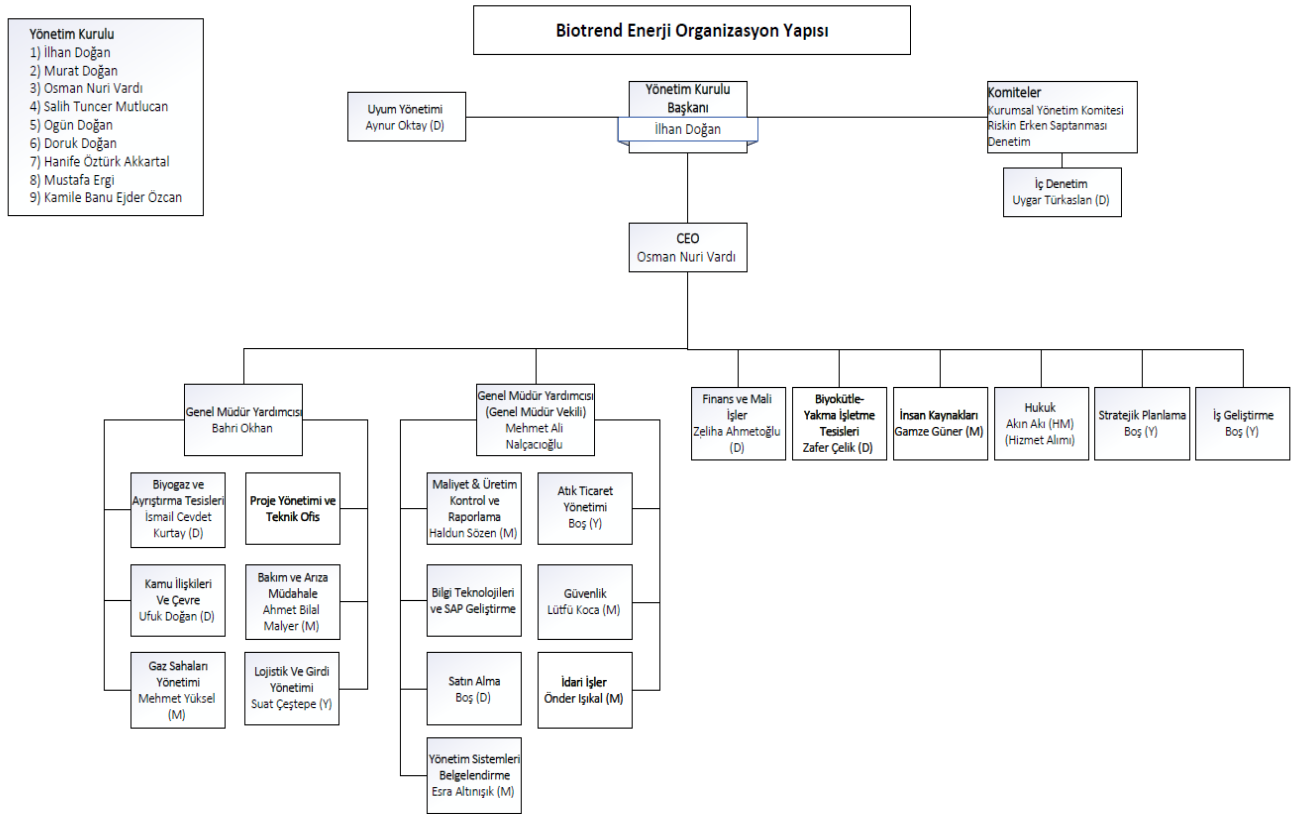 Biotrend Enerji Organizasyon Yapısı
Yönetim Kurulu
1) İlhan Doğan
2) Murat Doğan
3) Osman Nuri Vardı
4) Salih Tuncer Mutlucan
5) Ogün Doğan
6) Doruk Doğan
7) Hanife Öztürk Akkartal
8) Mustafa Ergi
9) Kamile Banu Ejder Özcan
Uyum Yönetimi
Aynur Oktay (D)
Yönetim Kurulu
Başkanı
İlhan Doğan
Komiteler
Kurumsal Yönetim Komitesi
Riskin Erken Saptanması
Denetim
İç Denetim
Uygar Türkaslan (D)
CEO
Osman Nuri Vardı
Genel Müdür Yardımcısı
Bahri Okhan
Genel Müdür Yardımcısı
(Genel Müdür Vekili)
Mehmet Ali
Nalçacıoğlu
Finans ve Mali
İşler
Zeliha Ahmetoğlu
(D)
Biyokütle-
Yakma İşletme
Tesisleri
Zafer Çelik (D)
İnsan Kaynakları
Gamze Güner (M)
Hukuk
Akın Akı (HM)
(Hizmet Alımı)
Stratejik Planlama
Boş (Y)
İş Geliştirme
Boş (Y)
Biyogaz ve
Ayrıştırma Tesisleri
İsmail Cevdet
Kurtay (D)
Proje Yönetimi ve
Teknik Ofis
Kamu İlişkileri
Ve Çevre
Ufuk Doğan (D)
Bakım ve Arıza
Müdahale
Ahmet Bilal
Malyer (M)
Gaz Sahaları
Yönetimi
Mehmet Yüksel
(M)
Lojistik Ve Girdi
Yönetimi
Suat Çeştepe (Y)
Maliyet & Üretim
Kontrol ve
Raporlama
Haldun Sözen (M)
Atık Ticaret
Yönetimi
Boş (Y)
Bilgi Teknolojileri
ve SAP Geliştirme
Güvenlik
Lütfü Koca (M)
Satın Alma
Boş (D)
İdari İşler
Önder Işıkal (M)
Yönetim Sistemleri
Belgelendirme
Esra Altınışık (M)